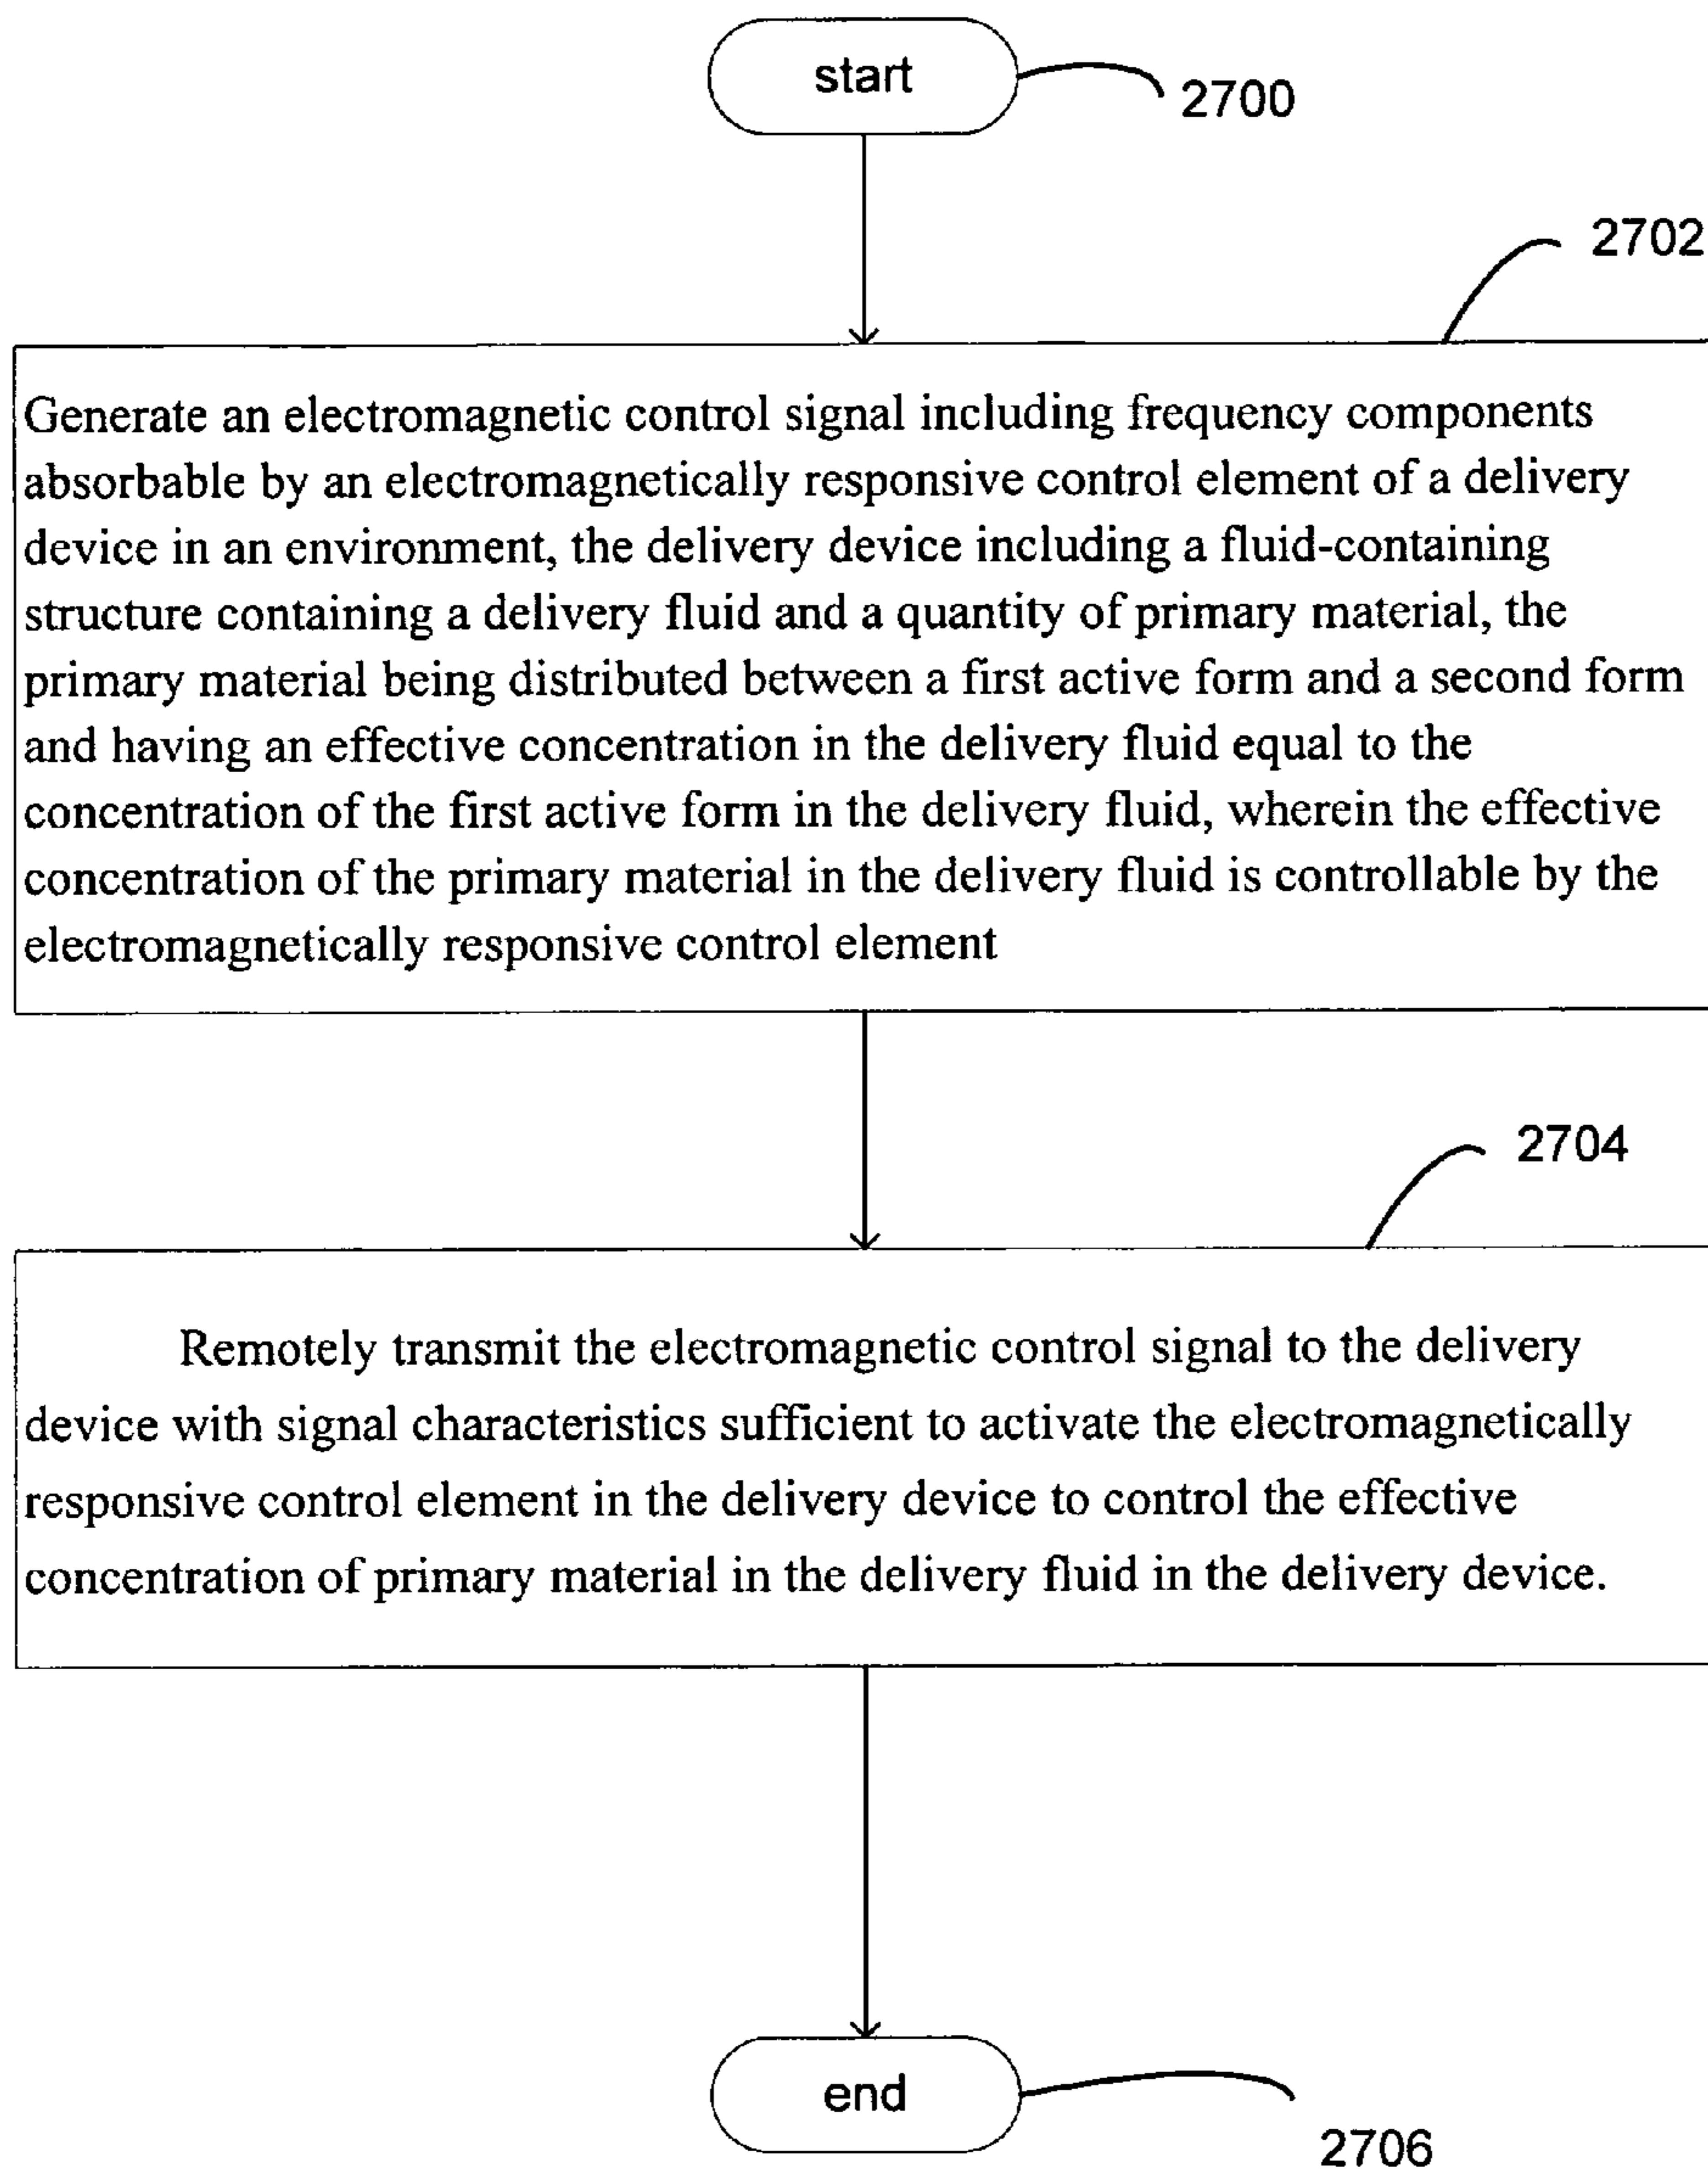 start
2700
2702
Generate an electromagnetic control signal including frequency components
absorbable by an electromagnetically responsive control element of a delivery
device in an environment, the delivery device including a fluid-containing
structure containing a delivery fluid and a quantity of primary material, the
primary material being distributed between a first active form and a second form
and having an effective concentration in the delivery fluid equal to the
concentration of the first active form in the delivery fluid, wherein the effective
concentration of the primary material in the delivery fluid is controllable by the
electromagnetically responsive control element
2704
Remotely transmit the electromagnetic control signal to the delivery
device with signal characteristics sufficient to activate the electromagnetically
responsive control element in the delivery device to control the effective
concentration of primary material in the delivery fluid in the delivery device.
end
2706